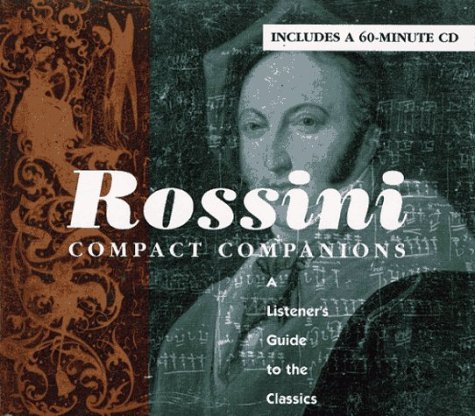 INCLUDES A 60-MINUTE CD
Rossini
COMPACT COMPANIONS
A
Listener's
Guide
to the
Classics